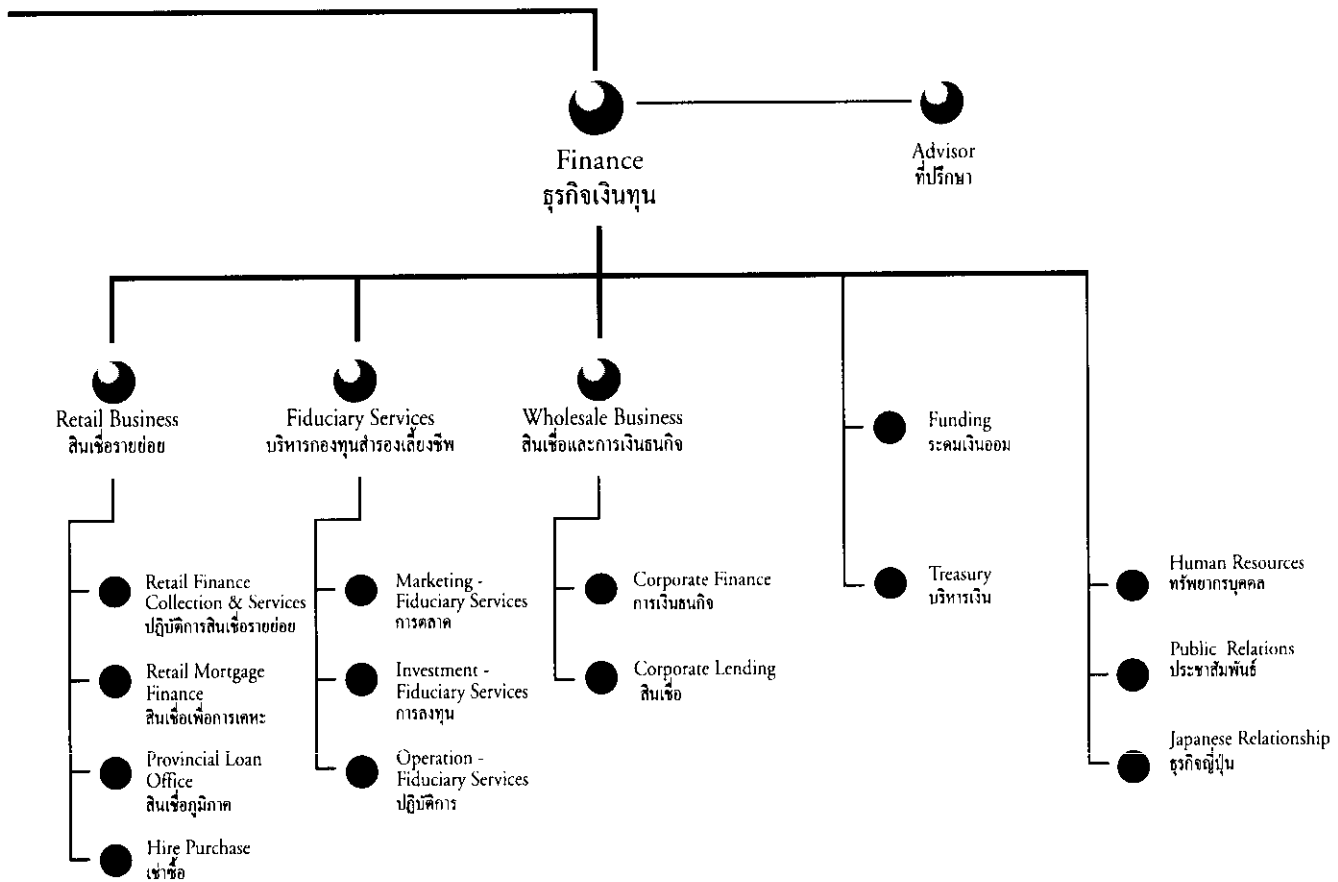 Finance
ธุรกิจเงินทุน
Advisor
ที่ปรึกษา
Retail Business
สินเชื่อรายย่อย
Fiduciary Services
บริหารกองทุนสำรองเลี้ยงชีพ
Wholesale Business
สินเชื่อและการเงินธนกิจ
Funding
ระดมเงินออม
Retail Finance
Collection & Services
ปฏิบัติการสินเชื่อรายย่อย
Retail Mortgage
Finance
สินเชื่อเพื่อการเคหะ
Provincial Loan
Office
สินเชื่อภูมิภาค
Hire Purchase
เช่าซื้อ
Marketing -
Fiduciary Services
การตลาด
Investment -
Fiduciary Services
การลงทุน
Operation -
Fiduciary Services
ปฏิบัติการ
Corporate Finance
การเงินธนกิจ
Corporate Lending
สินเชื่อ
Treasury
บริหารเงิน
Human Resources
ทรัพยากรบุคคล
Public Relations
ประชาสัมพันธ์
Japanese Relationship
ธุรกิจญี่ปุ่น